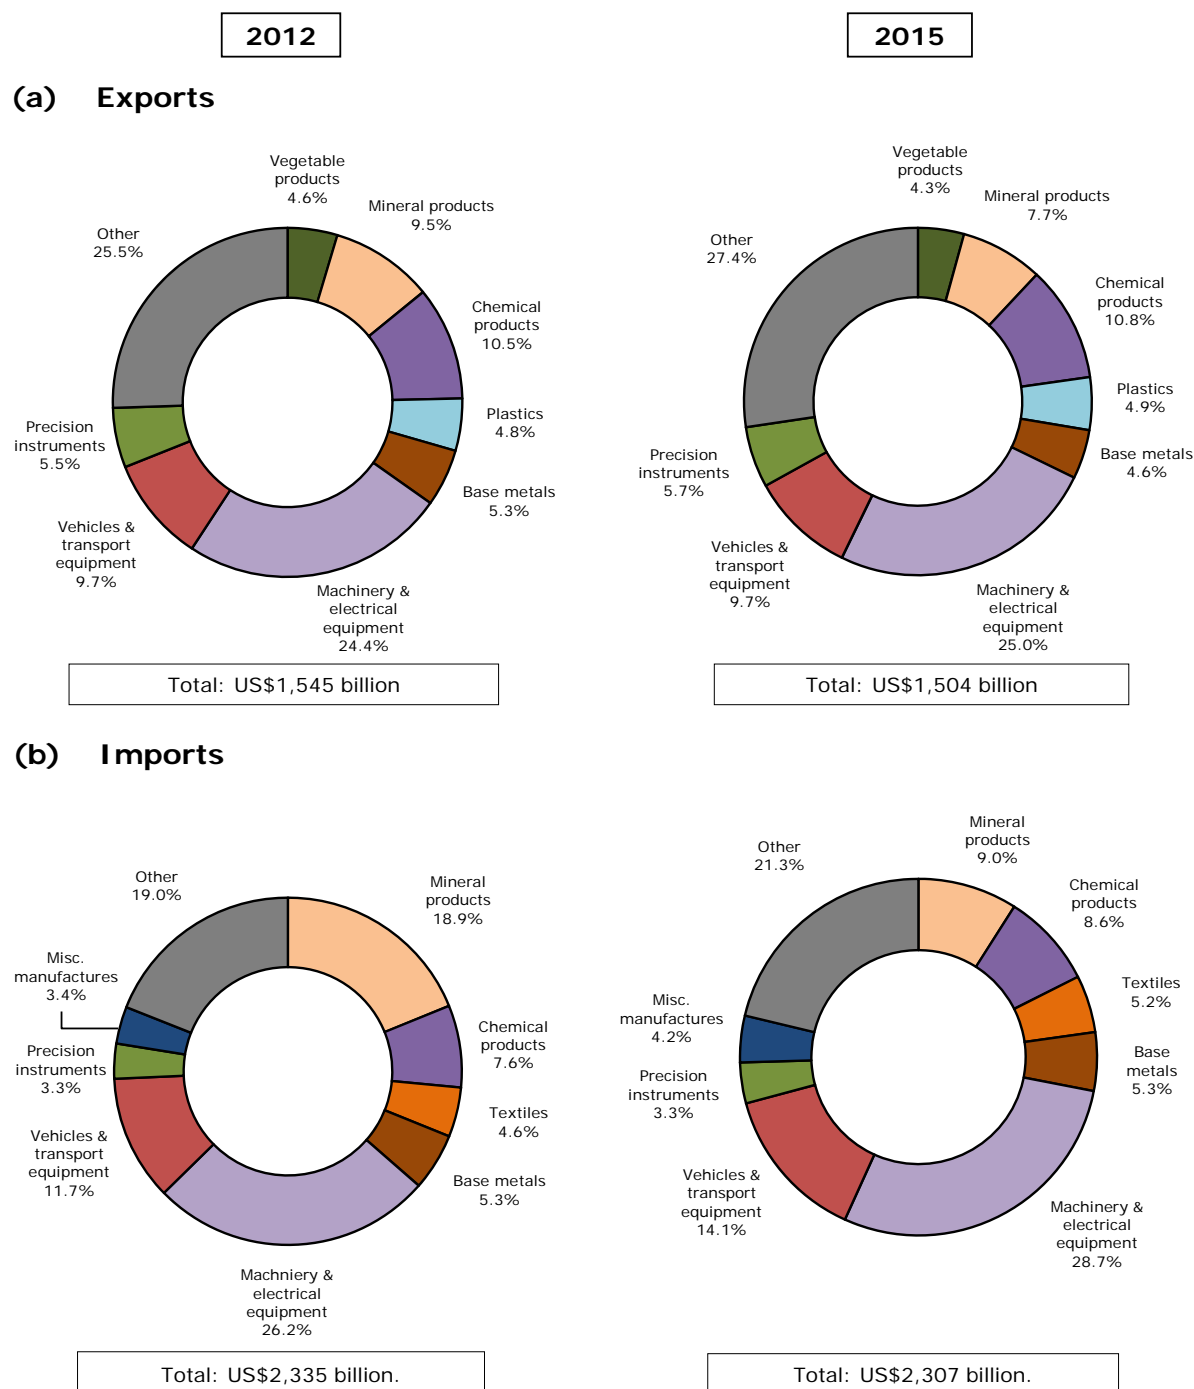 2012
2015
(a) Exports
Vegetable
products
4.6%
Mineral products
9.5%
Chemical
products
10.5%
Plastics
4.8%
Base metals
5.3%
Machinery &
electrical
equipment
24.4%
Vehicles &
transport
equipment
9.7%
Precision
instruments
5.5%
Other
25.5%
Total: US$1,545 billion
Vegetable
products
4.3%
Mineral products
7.7%
Chemical
products
10.8%
Plastics
4.9%
Base metals
4.6%
Machinery &
electrical
equipment
25.0%
Vehicles &
transport
equipment
9.7%
Precision
instruments
5.7%
Other
27.4%
Total: US$1,504 billion
(b) Imports
Mineral
products
18.9%
Chemical
products
7.6%
Textiles
4.6%
Base metals
5.3%
Machniery &
electrical
equipment
26.2%
Vehicles &
transport
equipment
11.7%
Precision
instruments
3.3%
Misc.
manufactures
3.4%
Other
19.0%
Total: US$2,335 billion.
Mineral
products
9.0%
Chemical
products
8.6%
Textiles
5.2%
Base
metals
5.3%
Machinery &
electrical
equipment
28.7%
Vehicles &
transport
equipment
14.1%
Precision
instruments
3.3%
Misc.
manufactures
4.2%
Other
21.3%
Total: US$2,307 billion.